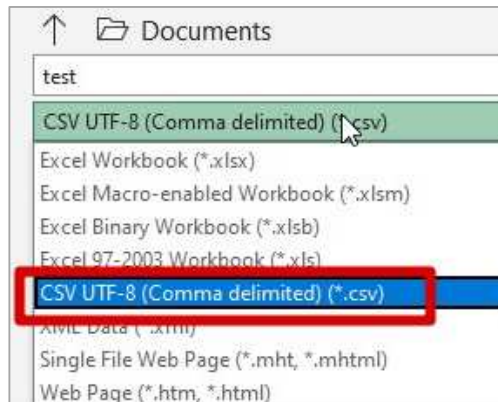 Documents
test
CSV UTF-8 (Comma delimited) (*.csv)
Excel Workbook (*.xlsx)
Excel Macro-enabled Workbook (*.xlsm)
Excel Binary Workbook (*.xlsb)
Excel 97-2003 Workbook (*.xls)
CSV UTF-8 (Comma delimited) (*.csv)
XML Data (*.xml)
Single File Web Page (*.mht, *.mhtml)
Web Page (*.htm, *.html)